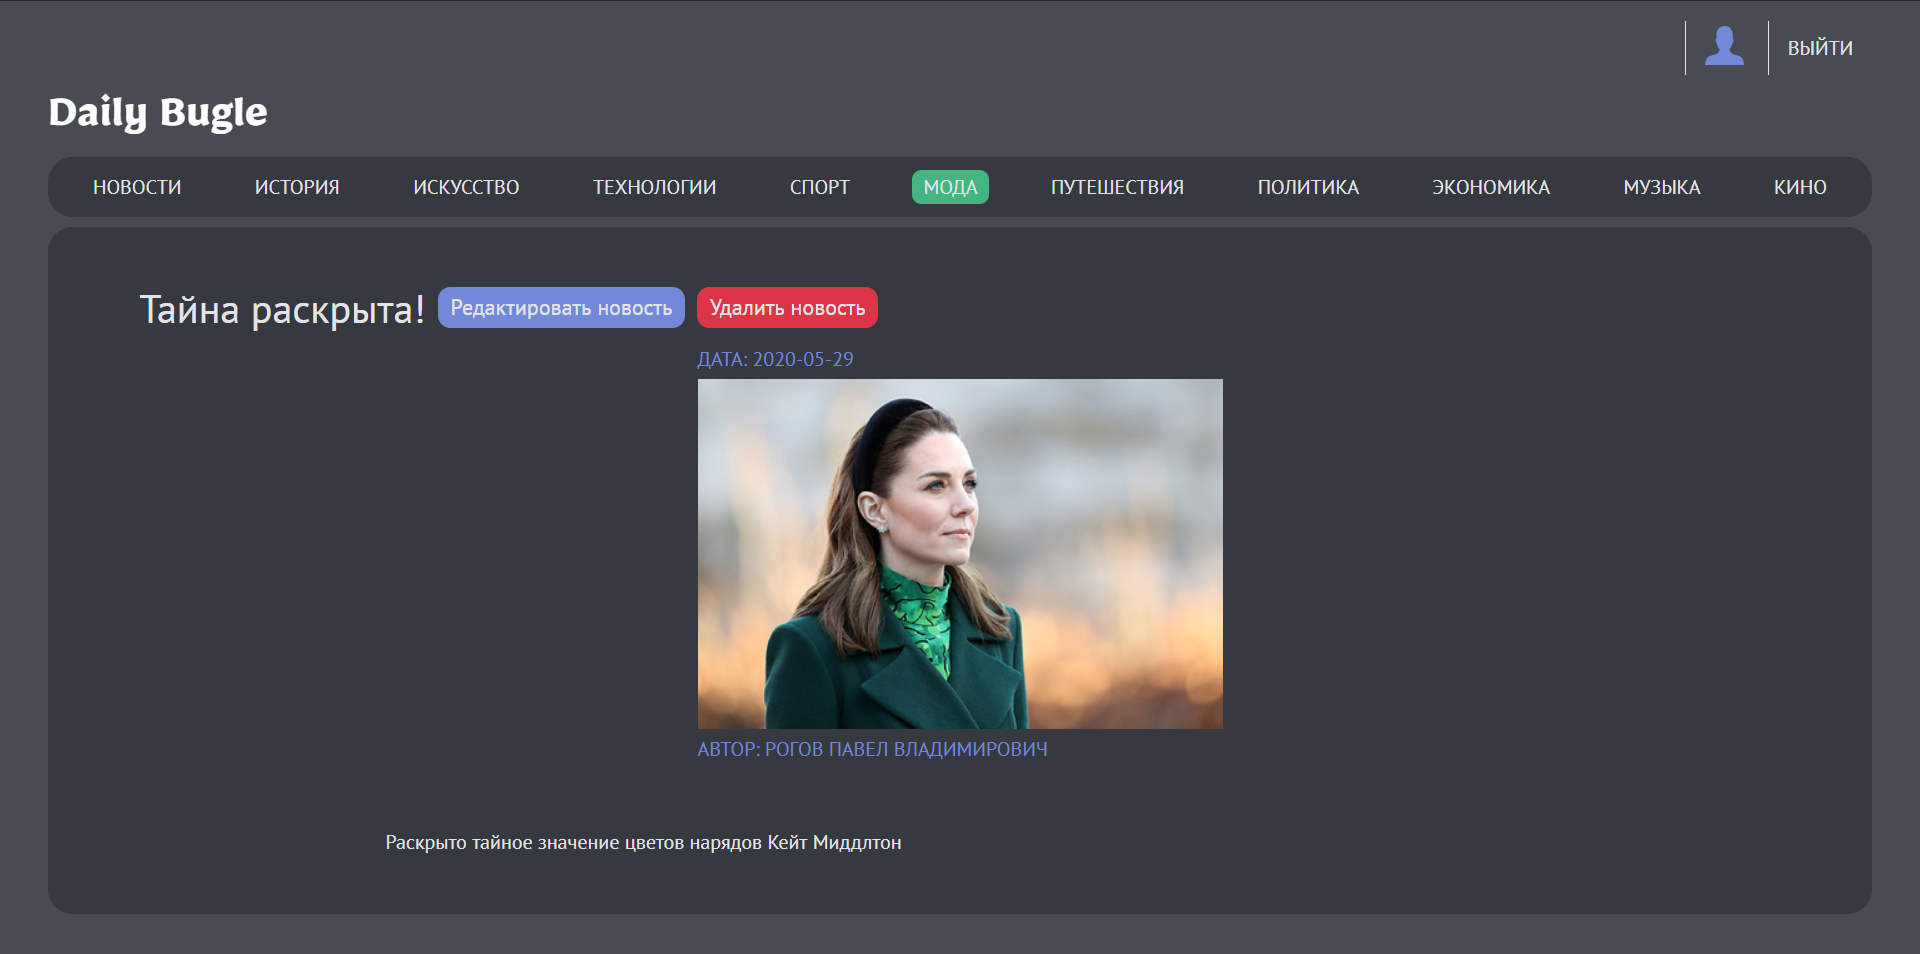 ВЫЙТИ
Daily Bugle
НОВОСТИ ИСТОРИЯ ИСКУССТВО ТЕХНОЛОГИИ СПОРТ МОДА ПУТЕШЕСТВИЯ ПОЛИТИКА ЭКОНОМИКА МУЗЫКА КИНО
Тайна раскрыта! Редактировать новость Удалить новость
ДАТА: 2020-05-29
АВТОР: РОГОВ ПАВЕЛ ВЛАДИМИРОВИЧ
Раскрыто тайное значение цветов нарядов Кейт Миддлтон